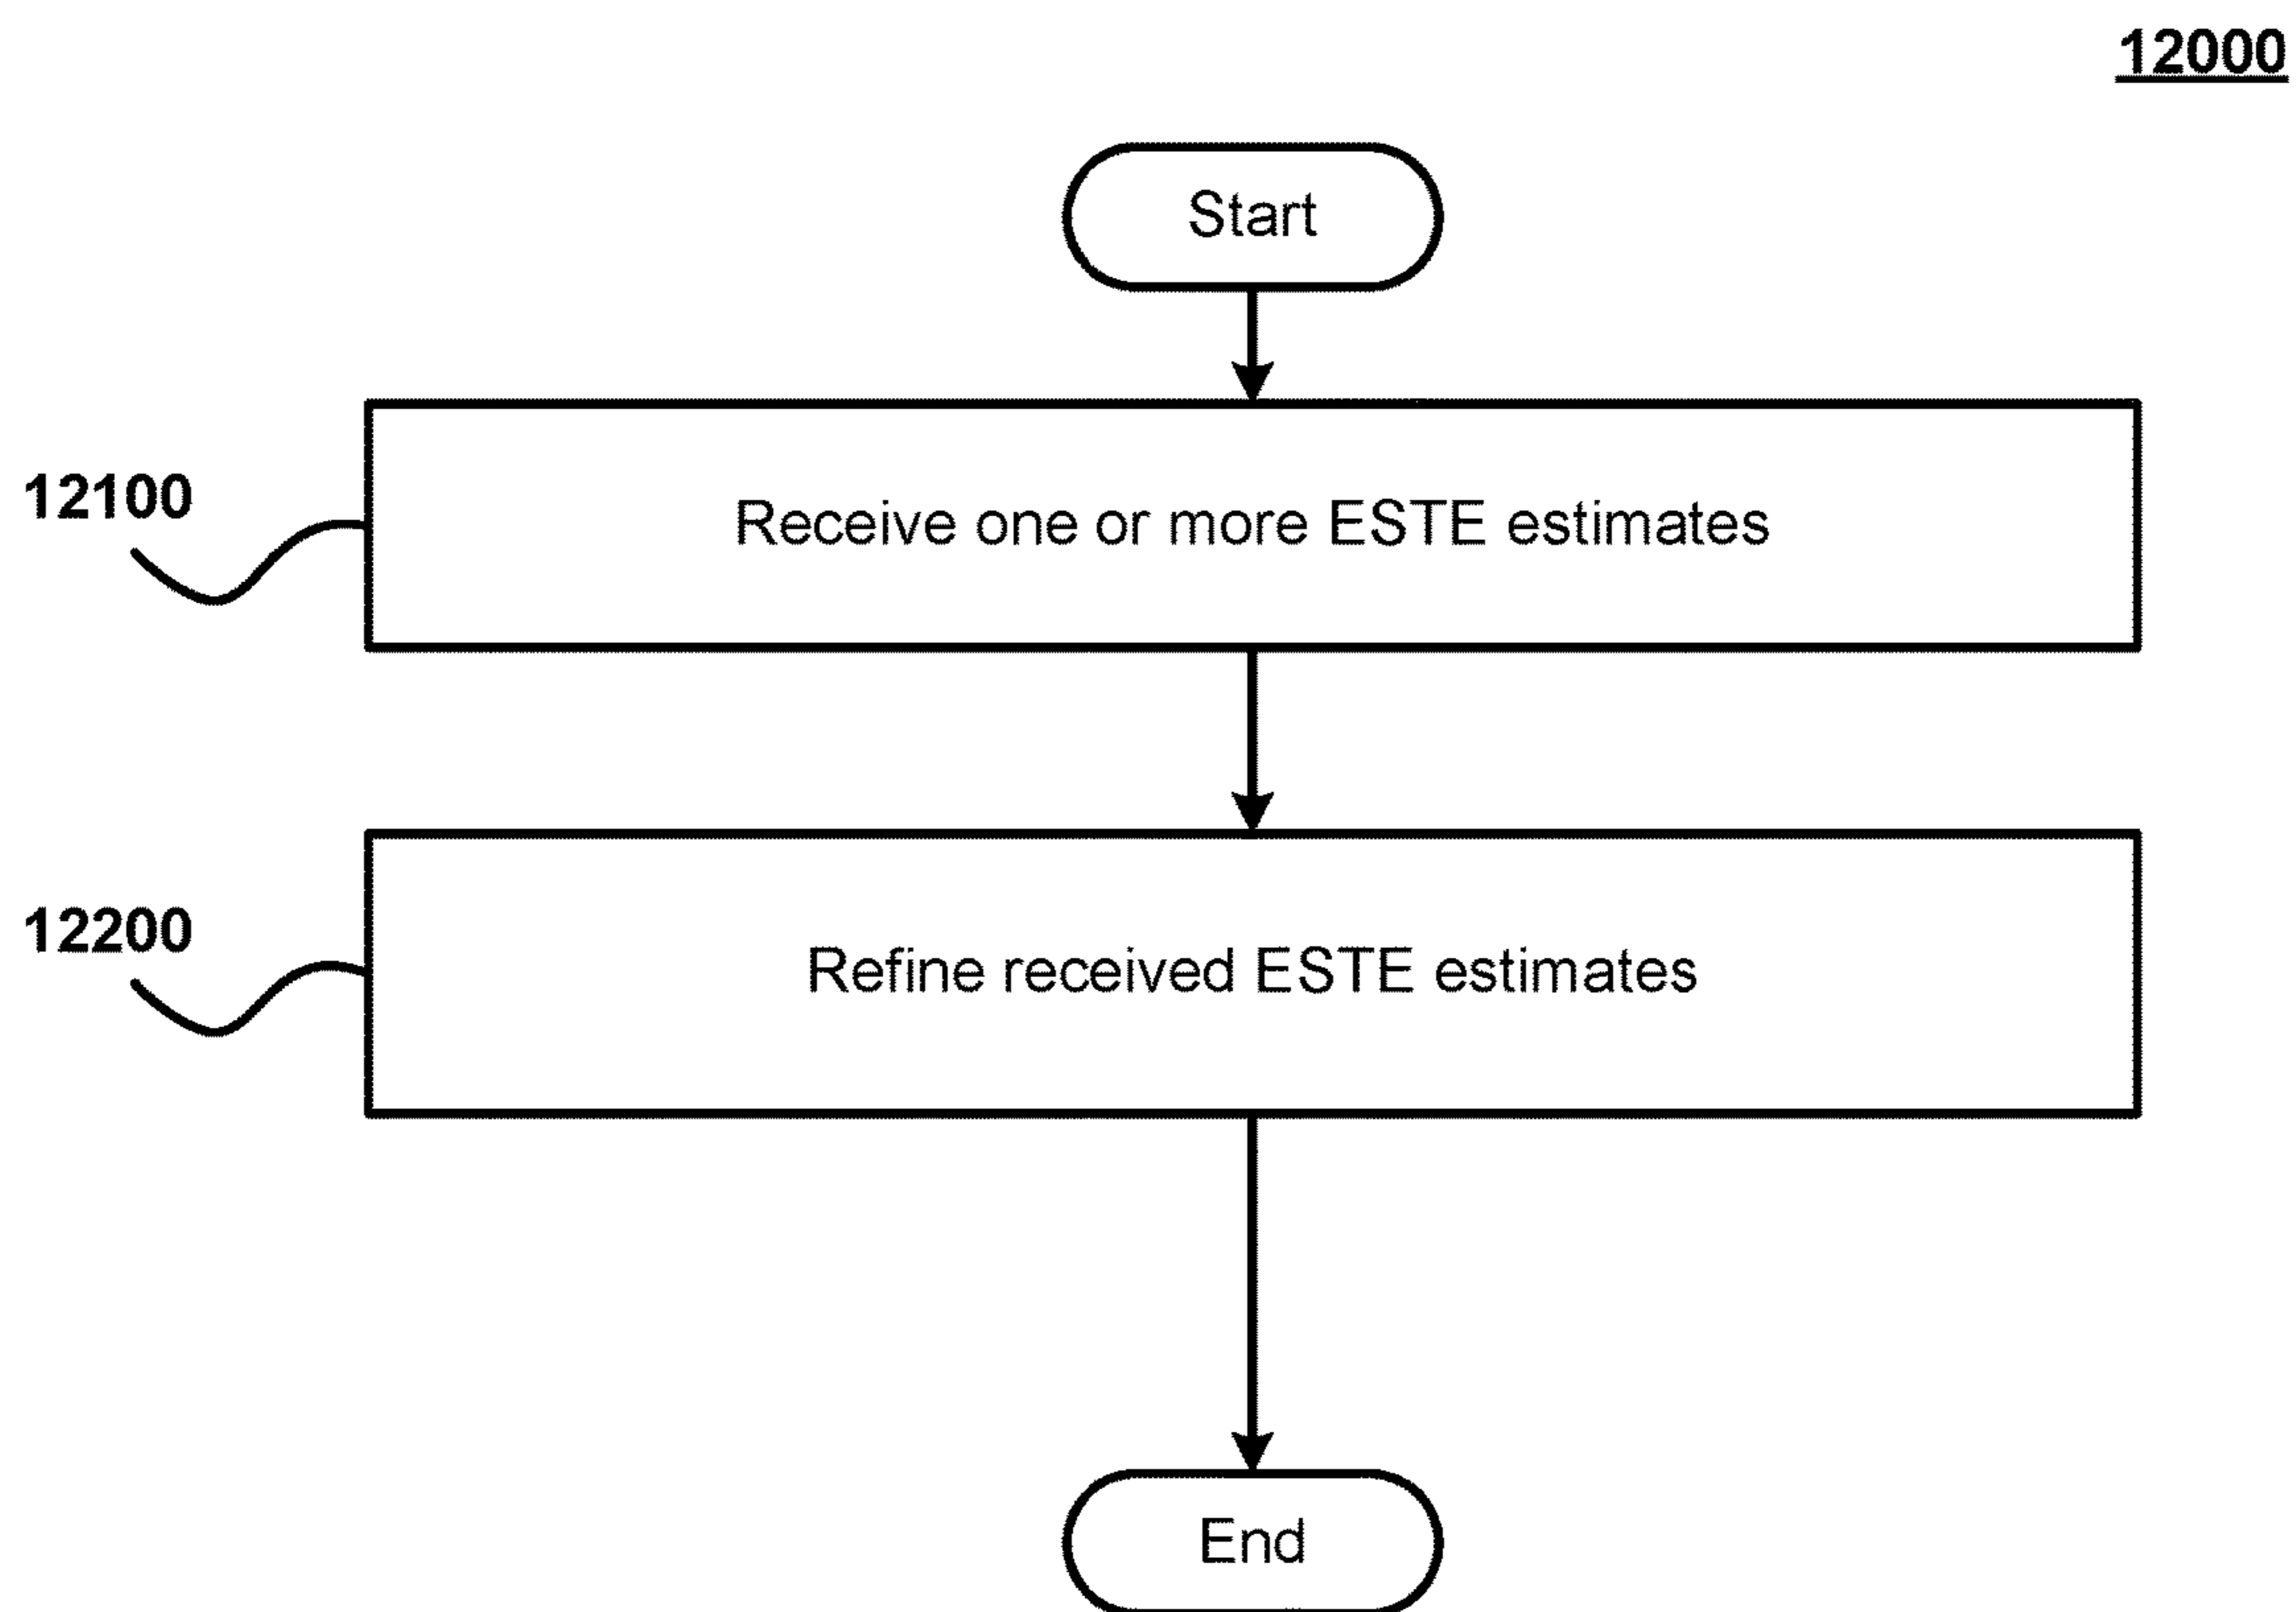 12000
Start
12100
Receive one or more ESTE estimates
12200
Refine received ESTE estimates
End